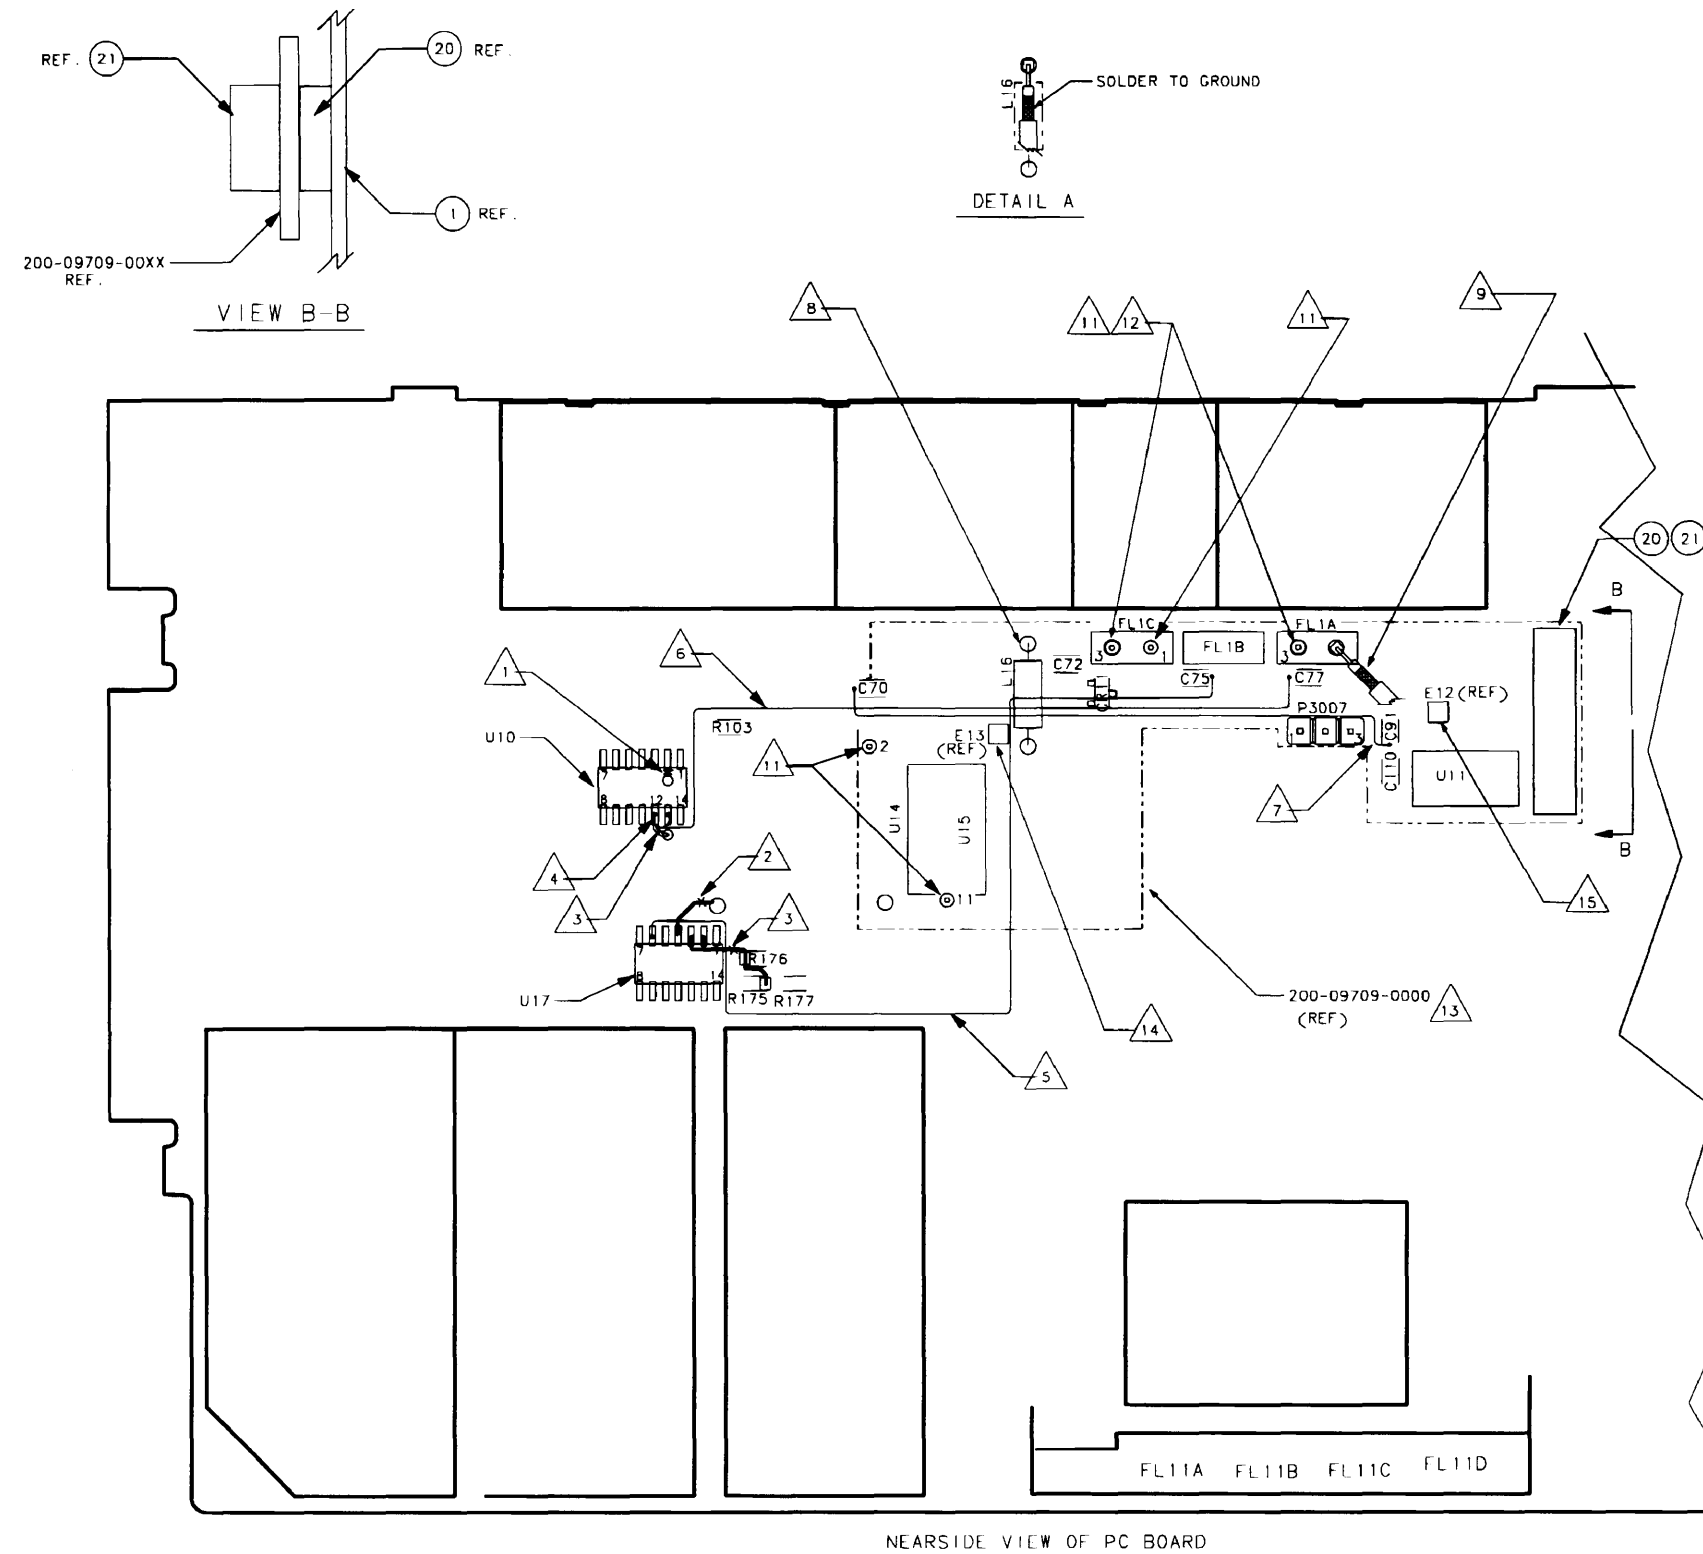 REF. 21
20 REF.
1 REF.
200-09709-00XX
REF.
VIEW B-B
L16
SOLDER TO GROUND
DETAIL A
8
11
12
11
9
20
21
B
B
FL1C
3
1
FL1B
FL1A
3
1
6
L16
C72
C70
C75
C77
CR1
E12(REF)
R103
P3007
1
3
C91
C110
U11
7
U10
7
1
8
12
14
2
E13
(REF)
11
U14
U15
11
4
3
2
3
15
7
8
14
R176
R175
R177
U17
14
200-09709-0000
(REF)
13
5
FL11A
FL11B
FL11C
FL11D
NEARSIDE VIEW OF PC BOARD